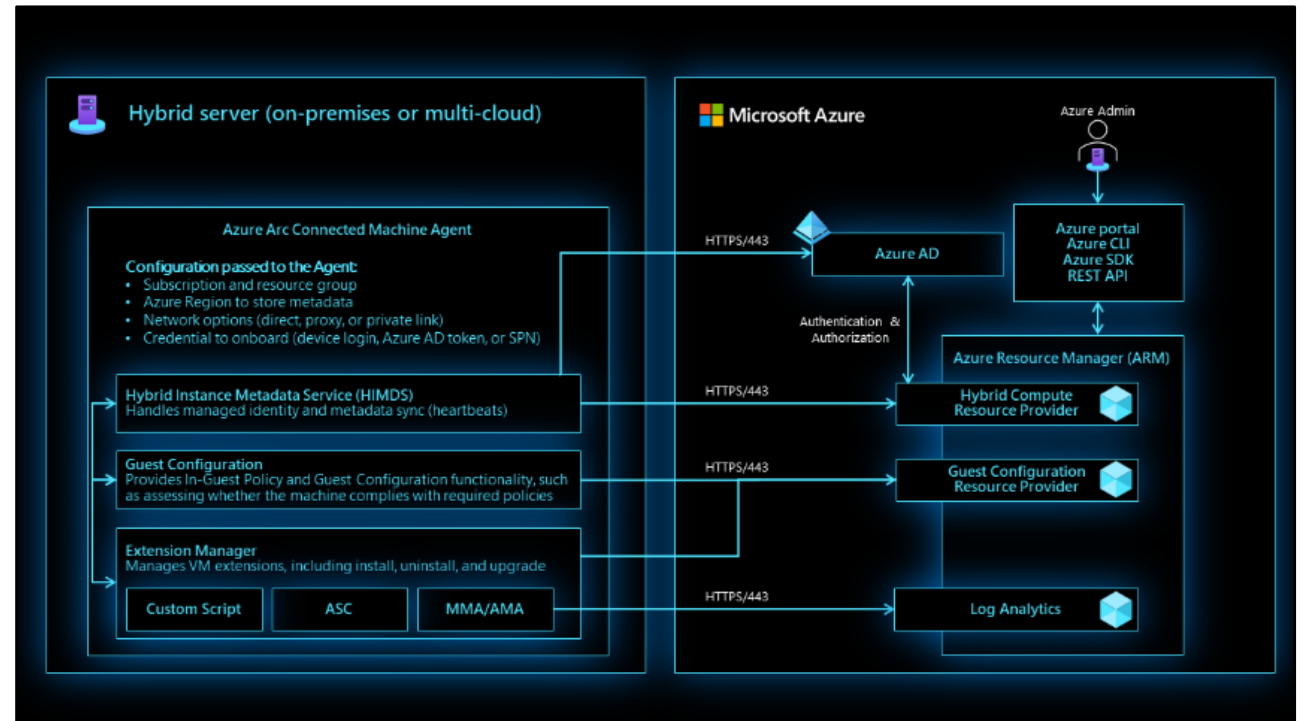 Hybrid server (on-premises or multi-cloud)
Azure Arc Connected Machine Agent
Configuration passed to the Agent:
• Subscription and resource group
• Azure Region to store metadata
• Network options (direct, proxy, or private link)
• Credential to onboard (device login, Azure AD token, or SPN)
Hybrid Instance Metadata Service (HIMDS)
Handles managed identity and metadata sync (heartbeats)
Guest Configuration
Provides In-Guest Policy and Guest Configuration functionality, such
as assessing whether the machine complies with required policies
Extension Manager
Manages VM extensions, including install, uninstall, and upgrade
Custom Script
ASC
MMA/AMA
HTTPS/443
HTTPS/443
HTTPS/443
HTTPS/443
Microsoft Azure
Azure Admin
Azure AD
Azure portal
Azure CLI
Azure SDK
REST API
Authentication &
Authorization
Azure Resource Manager (ARM)
Hybrid Compute
Resource Provider
Guest Configuration
Resource Provider
Log Analytics